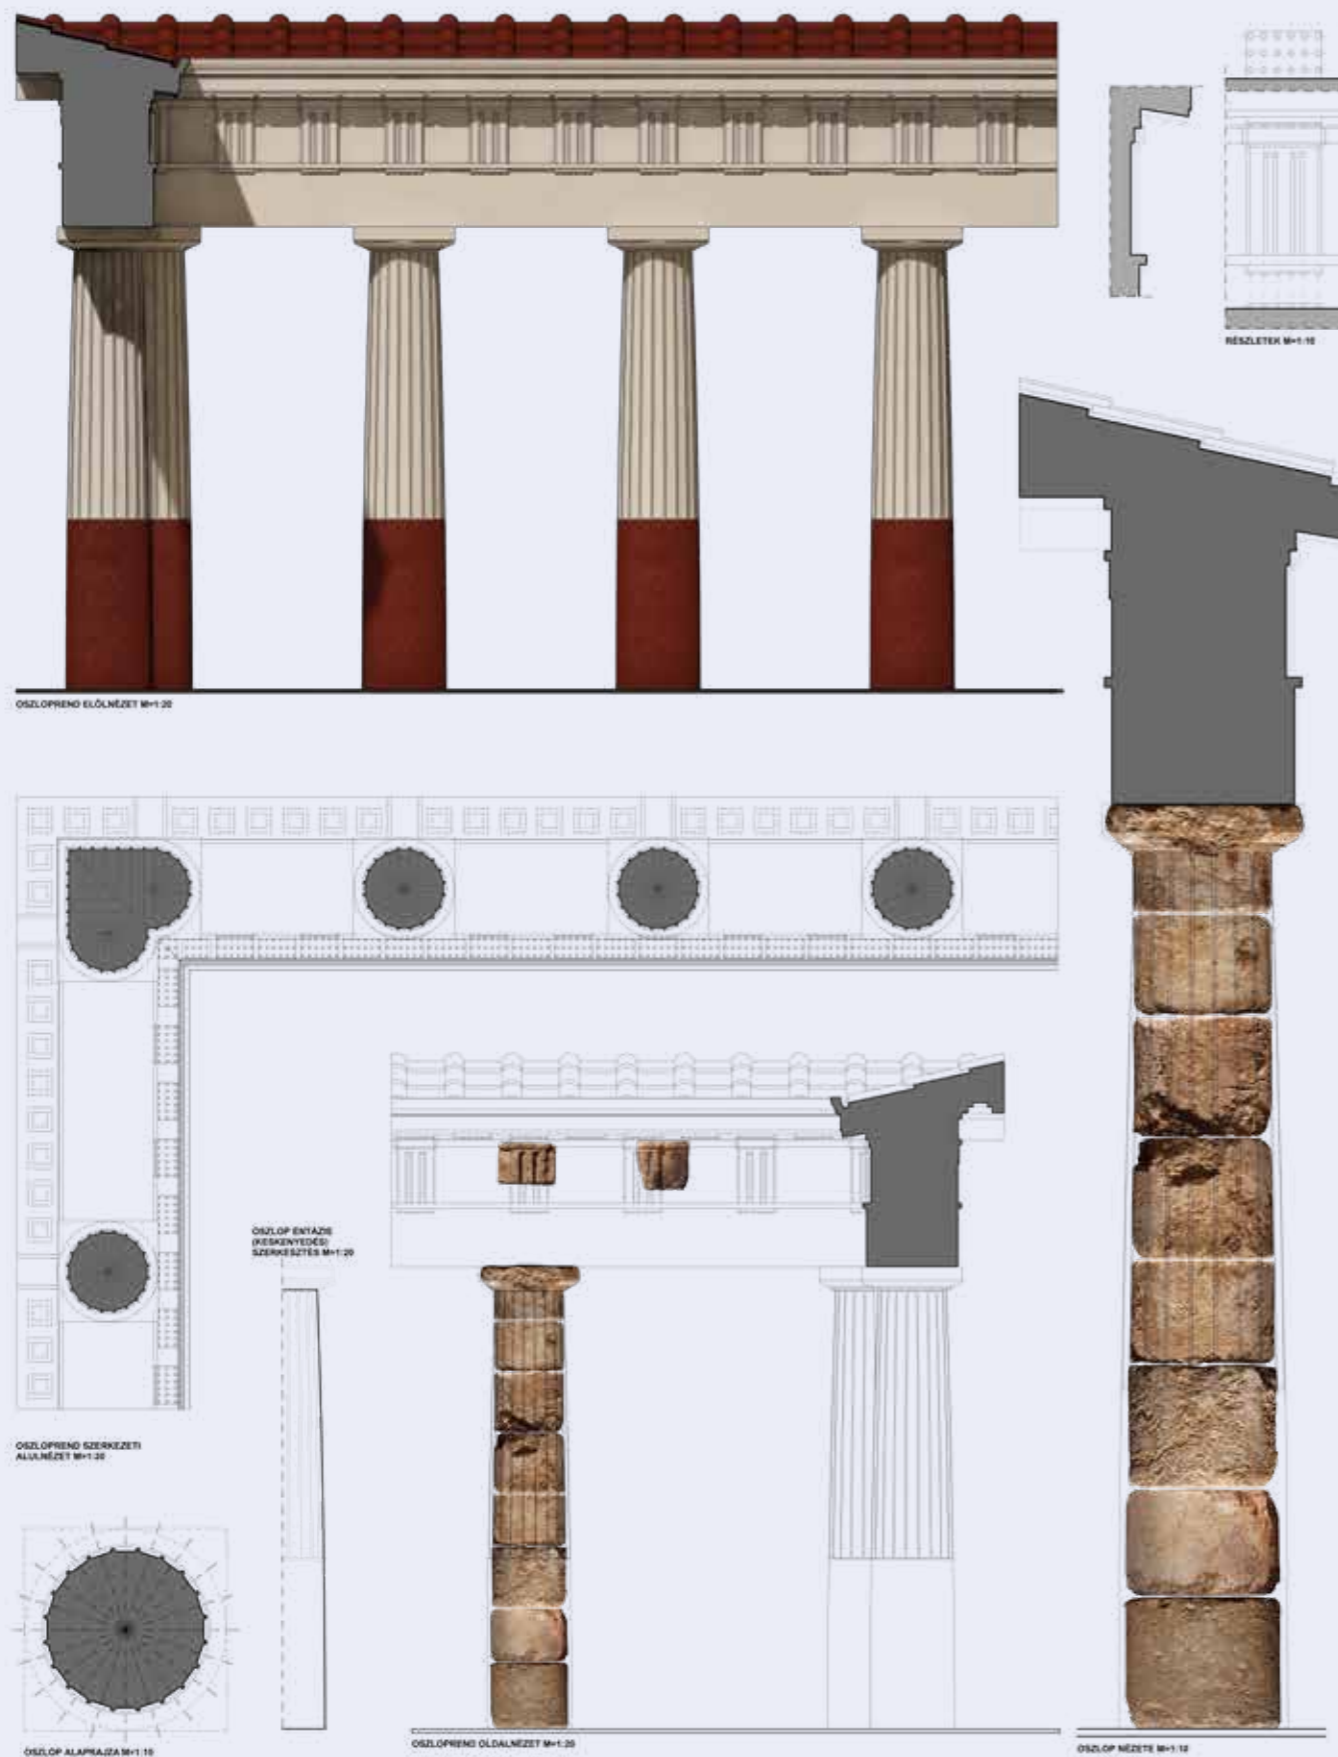 RÉSZLETEK M=1:10
OSZLOPREND ELŐLNÉZET M=1:20
OSZLOP ENTÁZIS
(KESKENYEDÉS)
SZERKESZTÉS M=1:20
OSZLOPREND SZERKEZETI
ALULNÉZET M=1:20
OSZLOP ALAPRAJZA M=1:10
OSZLOPREND OLDALNÉZET M=1:20
OSZLOP NÉZETE M=1:10